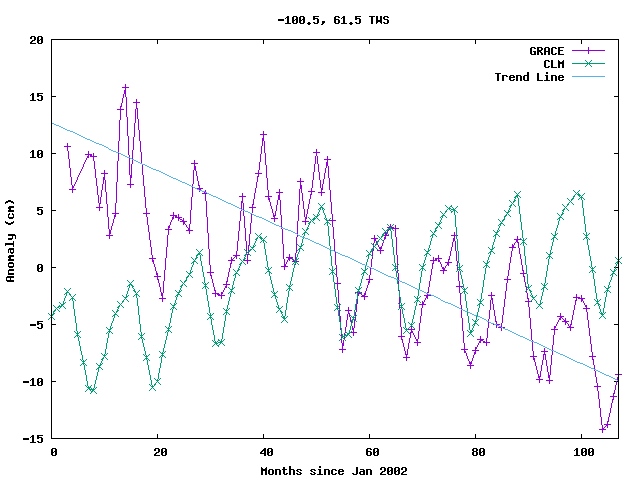 -100.5, 61.5 TWS
20
GRACE
CLM
Trend Line
15
10
5
0
-5
-10
-15
Anomaly (cm)
0 20 40 60 80 100
Months since Jan 2002